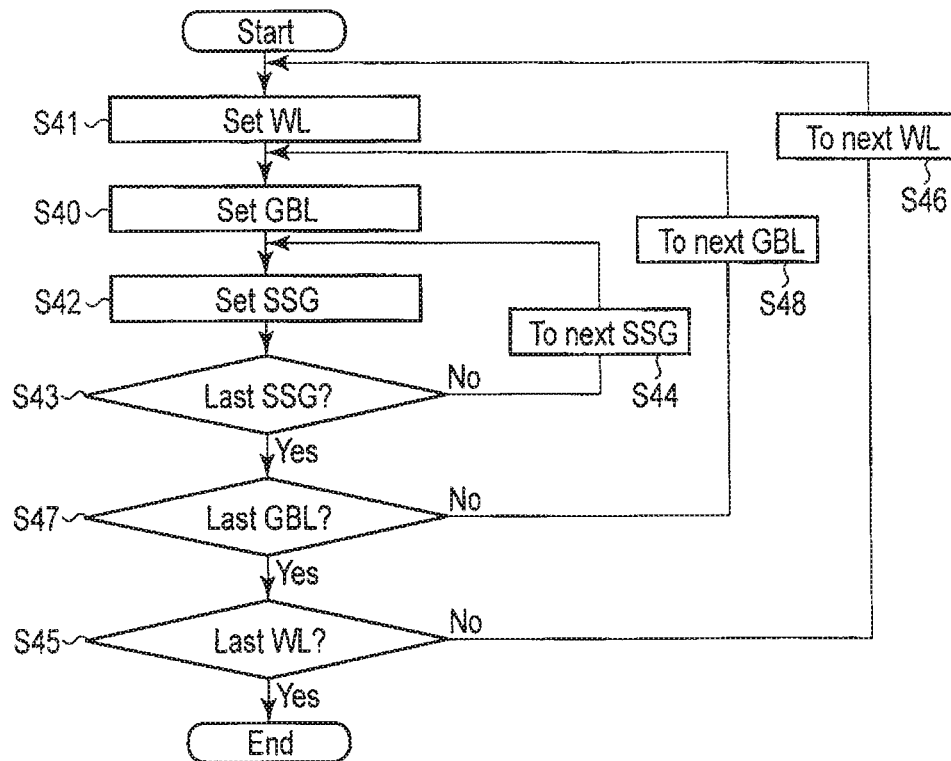 Start
S41
Set WL
To next WL
S46
S40
Set GBL
To next GBL
S48
S42
Set SSG
To next SSG
S44
S43
Last SSG?
No
Yes
S47
Last GBL?
No
Yes
S45
Last WL?
No
Yes
End